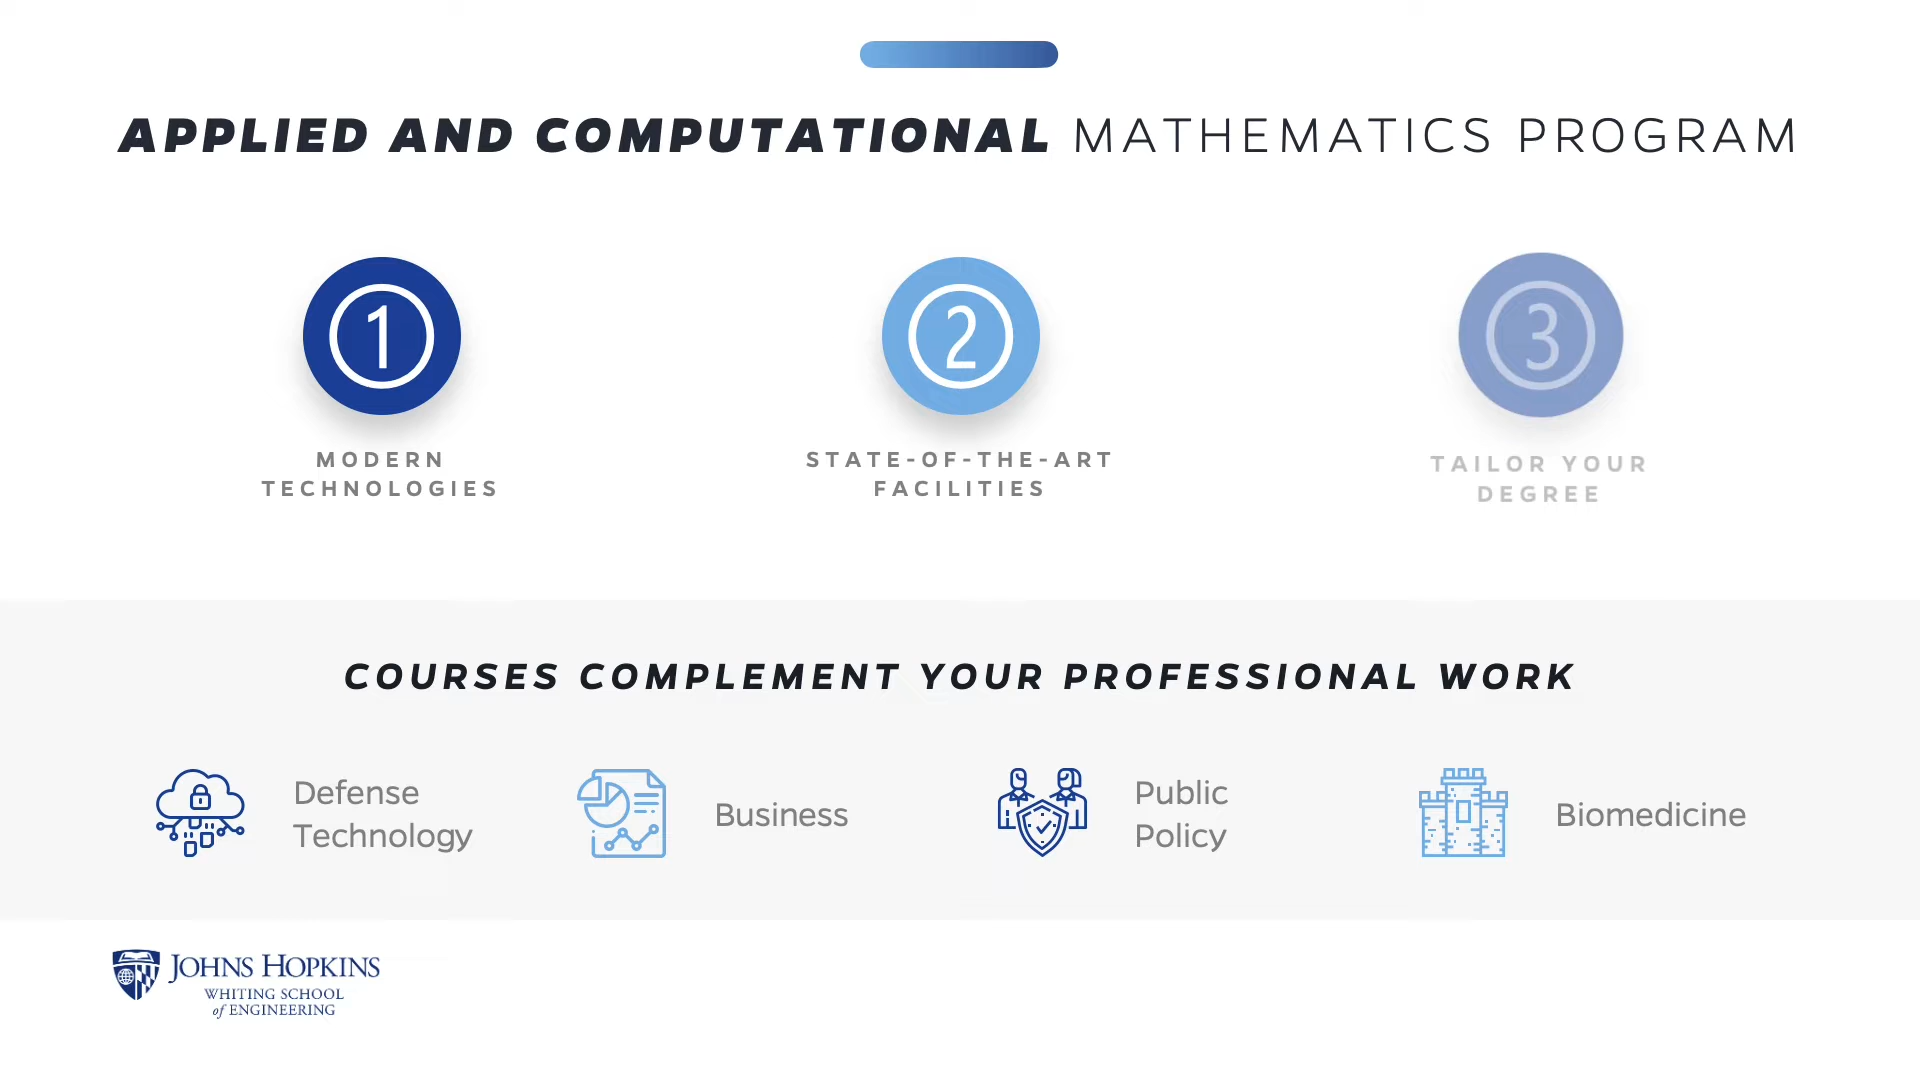 APPLIED AND COMPUTATIONAL MATHEMATICS PROGRAM
1
2
3
MODERN
TECHNOLOGIES
STATE-OF-THE-ART
FACILITIES
TAILOR YOUR
DEGREE
COURSES COMPLEMENT YOUR PROFESSIONAL WORK
Defense
Technology
Business
Public
Policy
Biomedicine
JOHNS HOPKINS
WHITING SCHOOL
of ENGINEERING